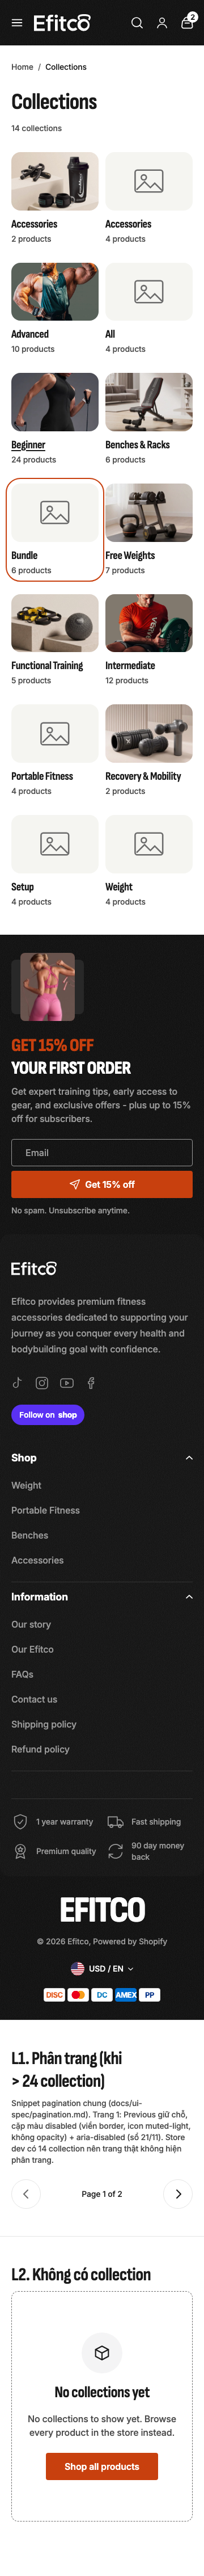 Efitco
2
Home / Collections
Collections
14 collections
Accessories
2 products
Accessories
4 products
Advanced
10 products
All
4 products
Beginner
24 products
Benches & Racks
6 products
Bundle
6 products
Free Weights
7 products
Functional Training
5 products
Intermediate
12 products
Portable Fitness
4 products
Recovery & Mobility
2 products
Setup
4 products
Weight
4 products
GET 15% OFF
YOUR FIRST ORDER
Get expert training tips, early access to
gear, and exclusive offers - plus up to 15%
off for subscribers.
Email
Get 15% off
No spam. Unsubscribe anytime.
Efitco
Efitco provides premium fitness
accessories dedicated to supporting your
journey as you conquer every health and
bodybuilding goal with confidence.
Follow on shop
Shop
Weight
Portable Fitness
Benches
Accessories
Information
Our story
Our Efitco
FAQs
Contact us
Shipping policy
Refund policy
1 year warranty
Fast shipping
Premium quality
90 day money
back
EFITCO
© 2026 Efitco, Powered by Shopify
USD / EN
DISC
DC
AMEX
PP
L1. Phân trang (khi
> 24 collection)
Snippet pagination chung (docs/ui-
spec/pagination.md). Trang 1: Previous giữ chỗ,
cặp màu disabled (viền border, icon muted-light,
không opacity) + aria-disabled (số 21/11). Store
dev có 14 collection nên trang thật không hiện
phân trang.
Page 1 of 2
L2. Không có collection
No collections yet
No collections to show yet. Browse
every product in the store instead.
Shop all products